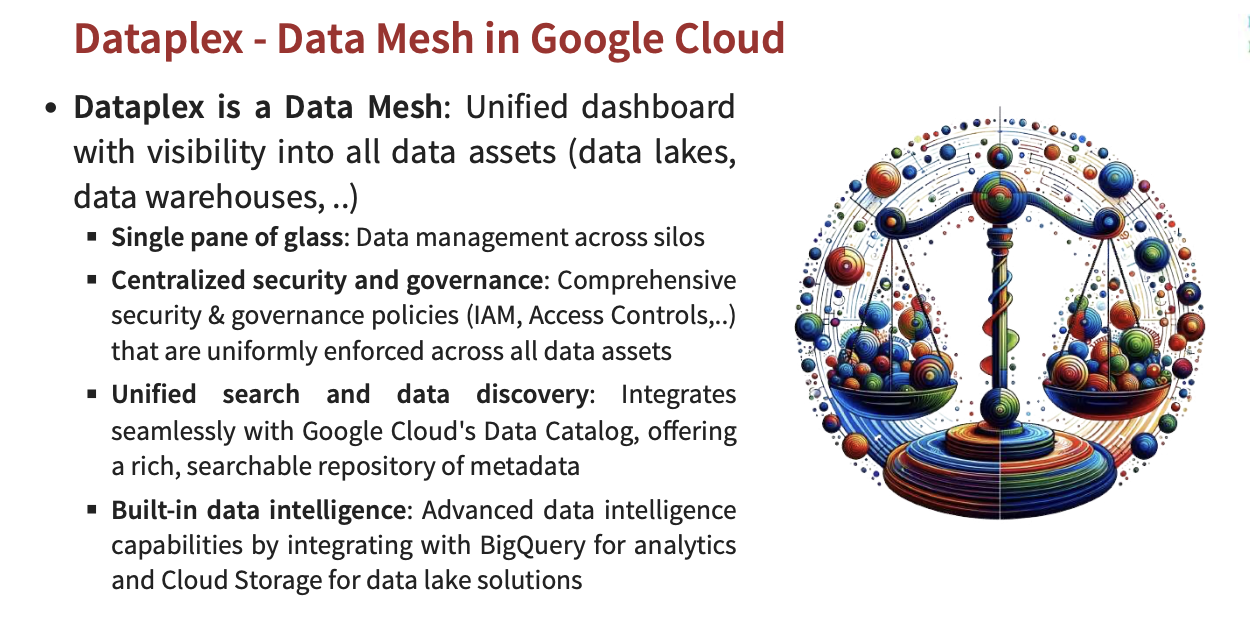 Dataplex - Data Mesh in Google Cloud
• Dataplex is a Data Mesh: Unified dashboard
with visibility into all data assets (data lakes,
data warehouses, ..)
▪ Single pane of glass: Data management across silos
▪ Centralized security and governance: Comprehensive
security & governance policies (IAM, Access Controls,..)
that are uniformly enforced across all data assets
▪ Unified search and data discovery: Integrates
seamlessly with Google Cloud's Data Catalog, offering
a rich, searchable repository of metadata
▪ Built-in data intelligence: Advanced data intelligence
capabilities by integrating with BigQuery for analytics
and Cloud Storage for data lake solutions